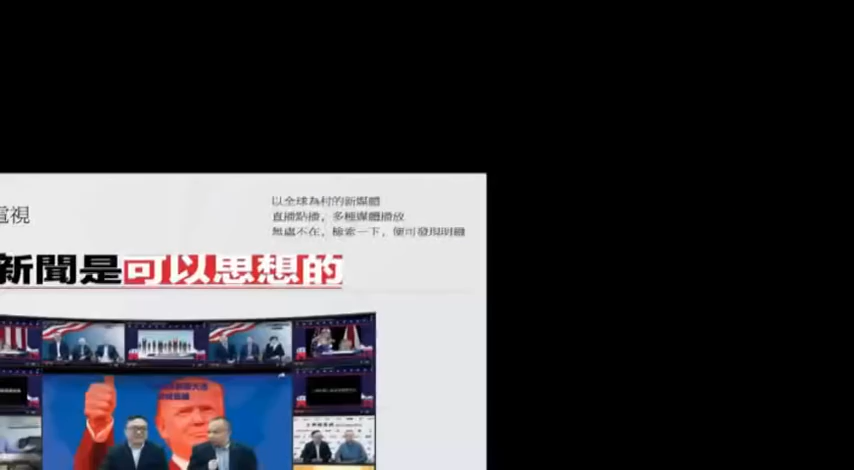 電視
以全球為村的新媒體
直播點播，多種媒體播放
無處不在，檢索一下，便可發現明鏡
新聞是可以思想的